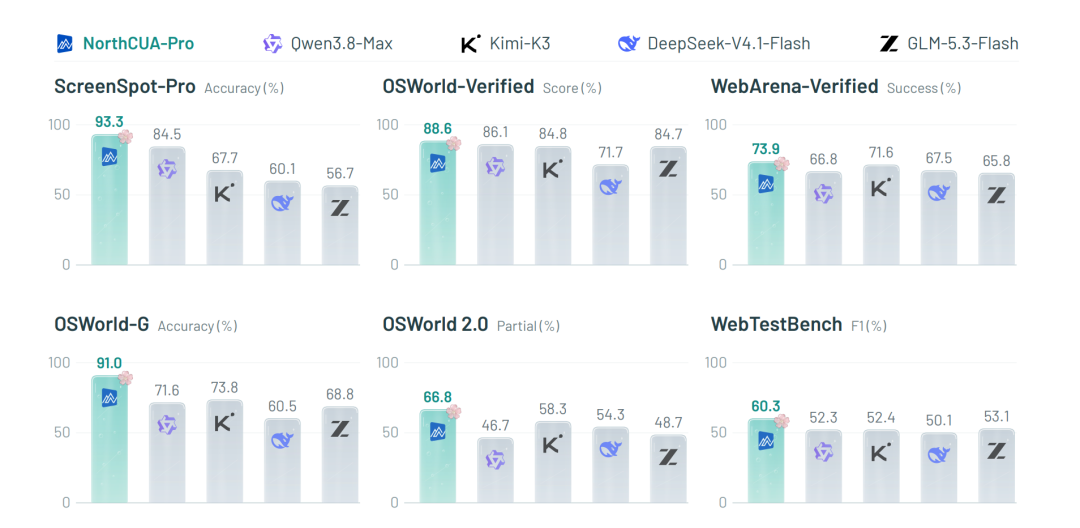 NorthCUA-Pro Qwen3.8-Max Kimi-K3 DeepSeek-V4.1-Flash GLM-5.3-Flash
ScreenSpot-Pro Accuracy (%)
100
50
0
93.3 84.5 67.7 60.1 56.7
OSWorld-Verified Score (%)
100
50
0
88.6 86.1 84.8 71.7 84.7
WebArena-Verified Success (%)
100
50
0
73.9 66.8 71.6 67.5 65.8
OSWorld-G Accuracy (%)
100
50
0
91.0 71.6 73.8 60.5 68.8
OSWorld 2.0 Partial (%)
100
50
0
66.8 46.7 58.3 54.3 48.7
WebTestBench F1 (%)
100
50
0
60.3 52.3 52.4 50.1 53.1